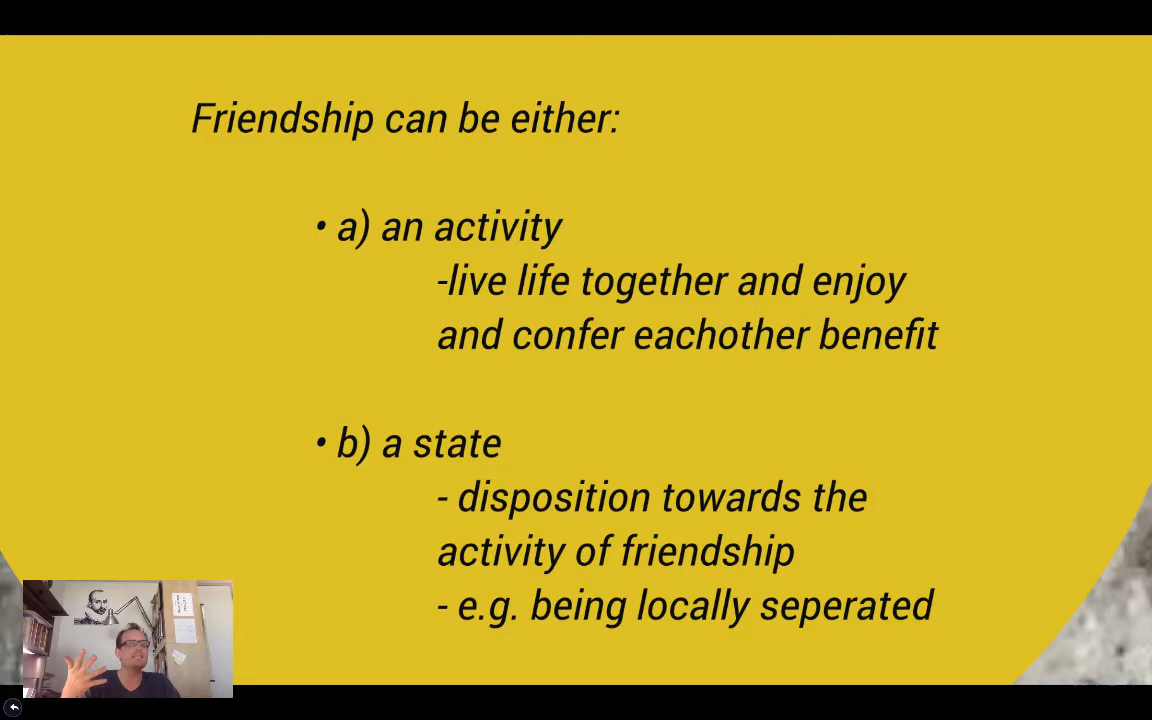 Friendship can be either:
• a) an activity
-live life together and enjoy
and confer eachother benefit
• b) a state
- disposition towards the
activity of friendship
- e.g. being locally seperated